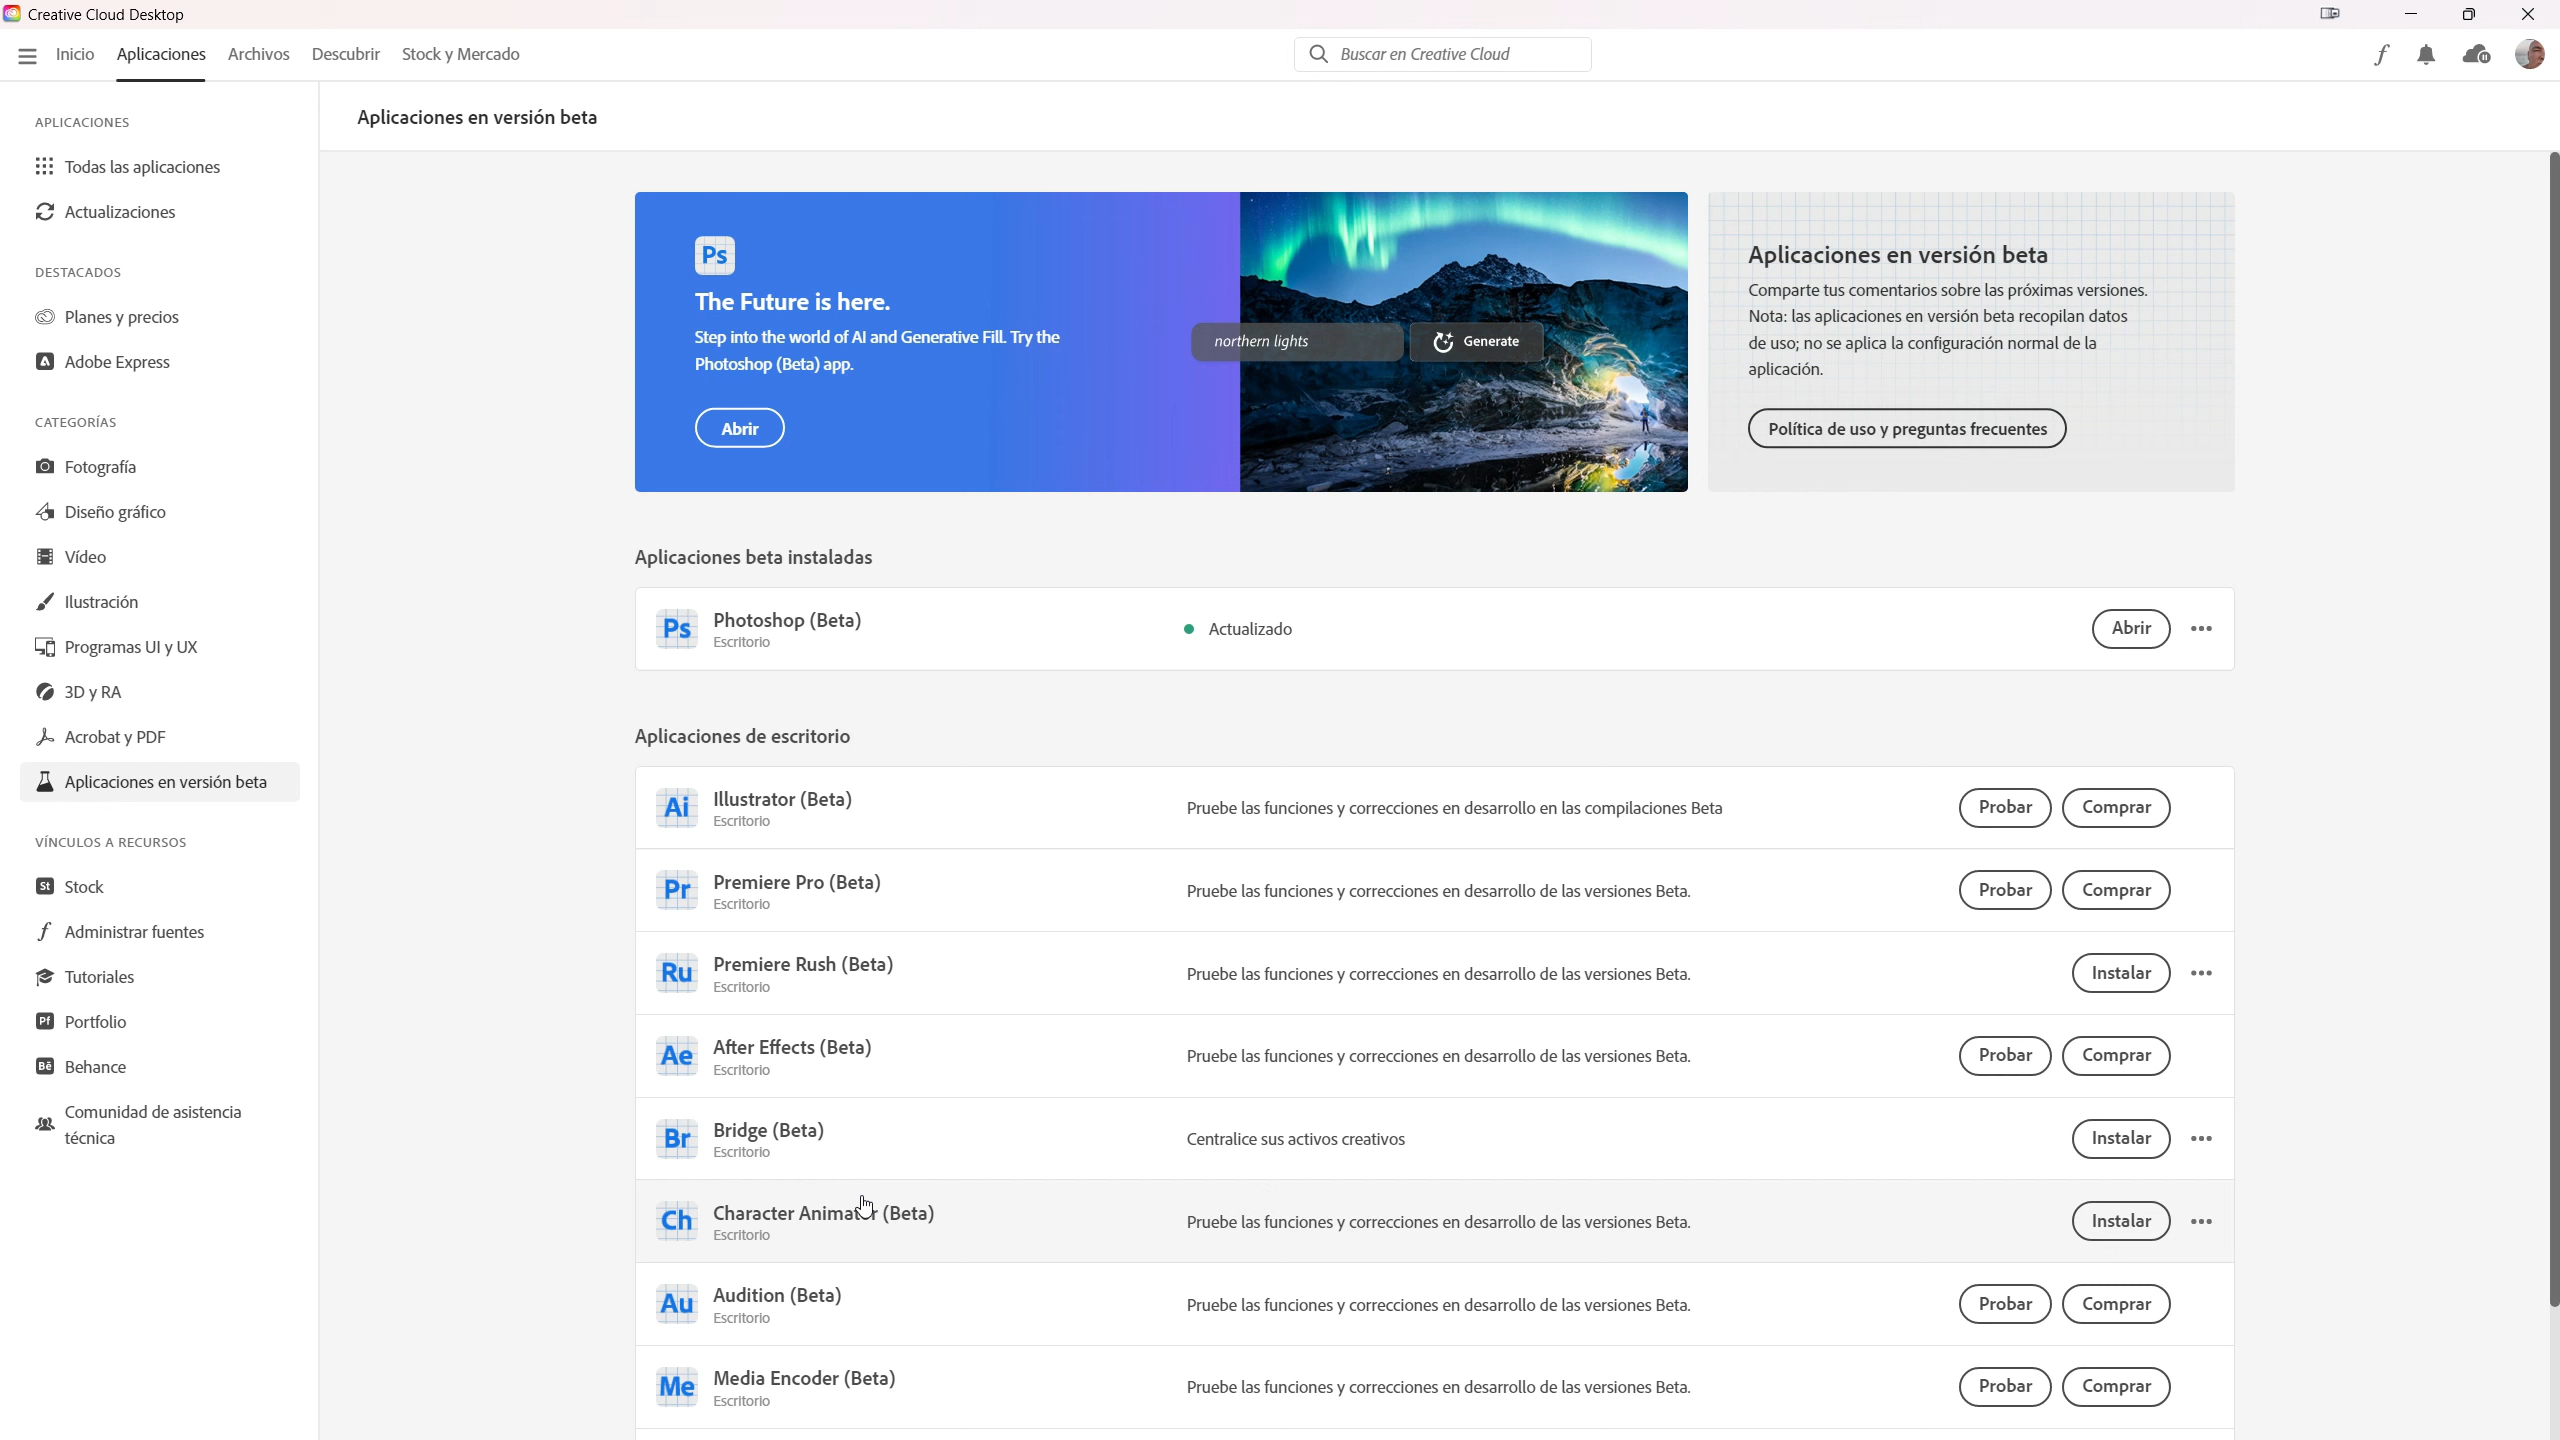 Creative Cloud Desktop
Inicio Aplicaciones Archivos Descubrir Stock y Mercado
Buscar en Creative Cloud
APLICACIONES
Todas las aplicaciones
Actualizaciones
DESTACADOS
Planes y precios
Adobe Express
CATEGORÍAS
Fotografía
Diseño gráfico
Vídeo
Ilustración
Programas UI y UX
3D y RA
Acrobat y PDF
Aplicaciones en versión beta
VÍNCULOS A RECURSOS
St Stock
Administrar fuentes
Tutoriales
Pf Portfolio
Bē Behance
Comunidad de asistencia
técnica
Aplicaciones en versión beta
Ps
The Future is here.
Step into the world of AI and Generative Fill. Try the
Photoshop (Beta) app.
Abrir
northern lights Generate
Aplicaciones en versión beta
Comparte tus comentarios sobre las próximas versiones.
Nota: las aplicaciones en versión beta recopilan datos
de uso; no se aplica la configuración normal de la
aplicación.
Política de uso y preguntas frecuentes
Aplicaciones beta instaladas
Ps Photoshop (Beta)
Escritorio
Actualizado
Abrir
Aplicaciones de escritorio
Ai Illustrator (Beta)
Escritorio
Pruebe las funciones y correcciones en desarrollo en las compilaciones Beta
Probar Comprar
Pr Premiere Pro (Beta)
Escritorio
Pruebe las funciones y correcciones en desarrollo de las versiones Beta.
Probar Comprar
Ru Premiere Rush (Beta)
Escritorio
Pruebe las funciones y correcciones en desarrollo de las versiones Beta.
Instalar
Ae After Effects (Beta)
Escritorio
Pruebe las funciones y correcciones en desarrollo de las versiones Beta.
Probar Comprar
Br Bridge (Beta)
Escritorio
Centralice sus activos creativos
Instalar
Ch Character Animator (Beta)
Escritorio
Pruebe las funciones y correcciones en desarrollo de las versiones Beta.
Instalar
Au Audition (Beta)
Escritorio
Pruebe las funciones y correcciones en desarrollo de las versiones Beta.
Probar Comprar
Me Media Encoder (Beta)
Escritorio
Pruebe las funciones y correcciones en desarrollo de las versiones Beta.
Probar Comprar